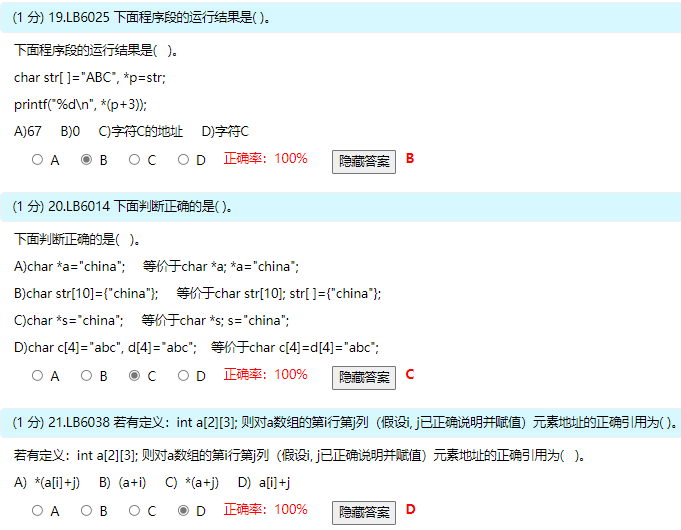 (1 分) 19.LB6025 下面程序段的运行结果是( )。
下面程序段的运行结果是(   )。
char str[ ]="ABC", *p=str;
printf("%d\n", *(p+3));
A)67     B)0     C)字符C的地址     D)字符C
A B C D 正确率：100% 隐藏答案 B
(1 分) 20.LB6014 下面判断正确的是( )。
下面判断正确的是(   )。
A)char *a="china";     等价于char *a; *a="china";
B)char str[10]={"china"};     等价于char str[10]; str[ ]={"china"};
C)char *s="china";     等价于char *s; s="china";
D)char c[4]="abc", d[4]="abc";    等价于char c[4]=d[4]="abc";
A B C D 正确率：100% 隐藏答案 C
(1 分) 21.LB6038 若有定义：int a[2][3]; 则对a数组的第i行第j列（假设i, j已正确说明并赋值）元素地址的正确引用为( )。
若有定义：int a[2][3]; 则对a数组的第i行第j列（假设i, j已正确说明并赋值）元素地址的正确引用为(   )。
A)  *(a[i]+j)     B)  (a+i)     C)  *(a+j)     D)  a[i]+j
A B C D 正确率：100% 隐藏答案 D